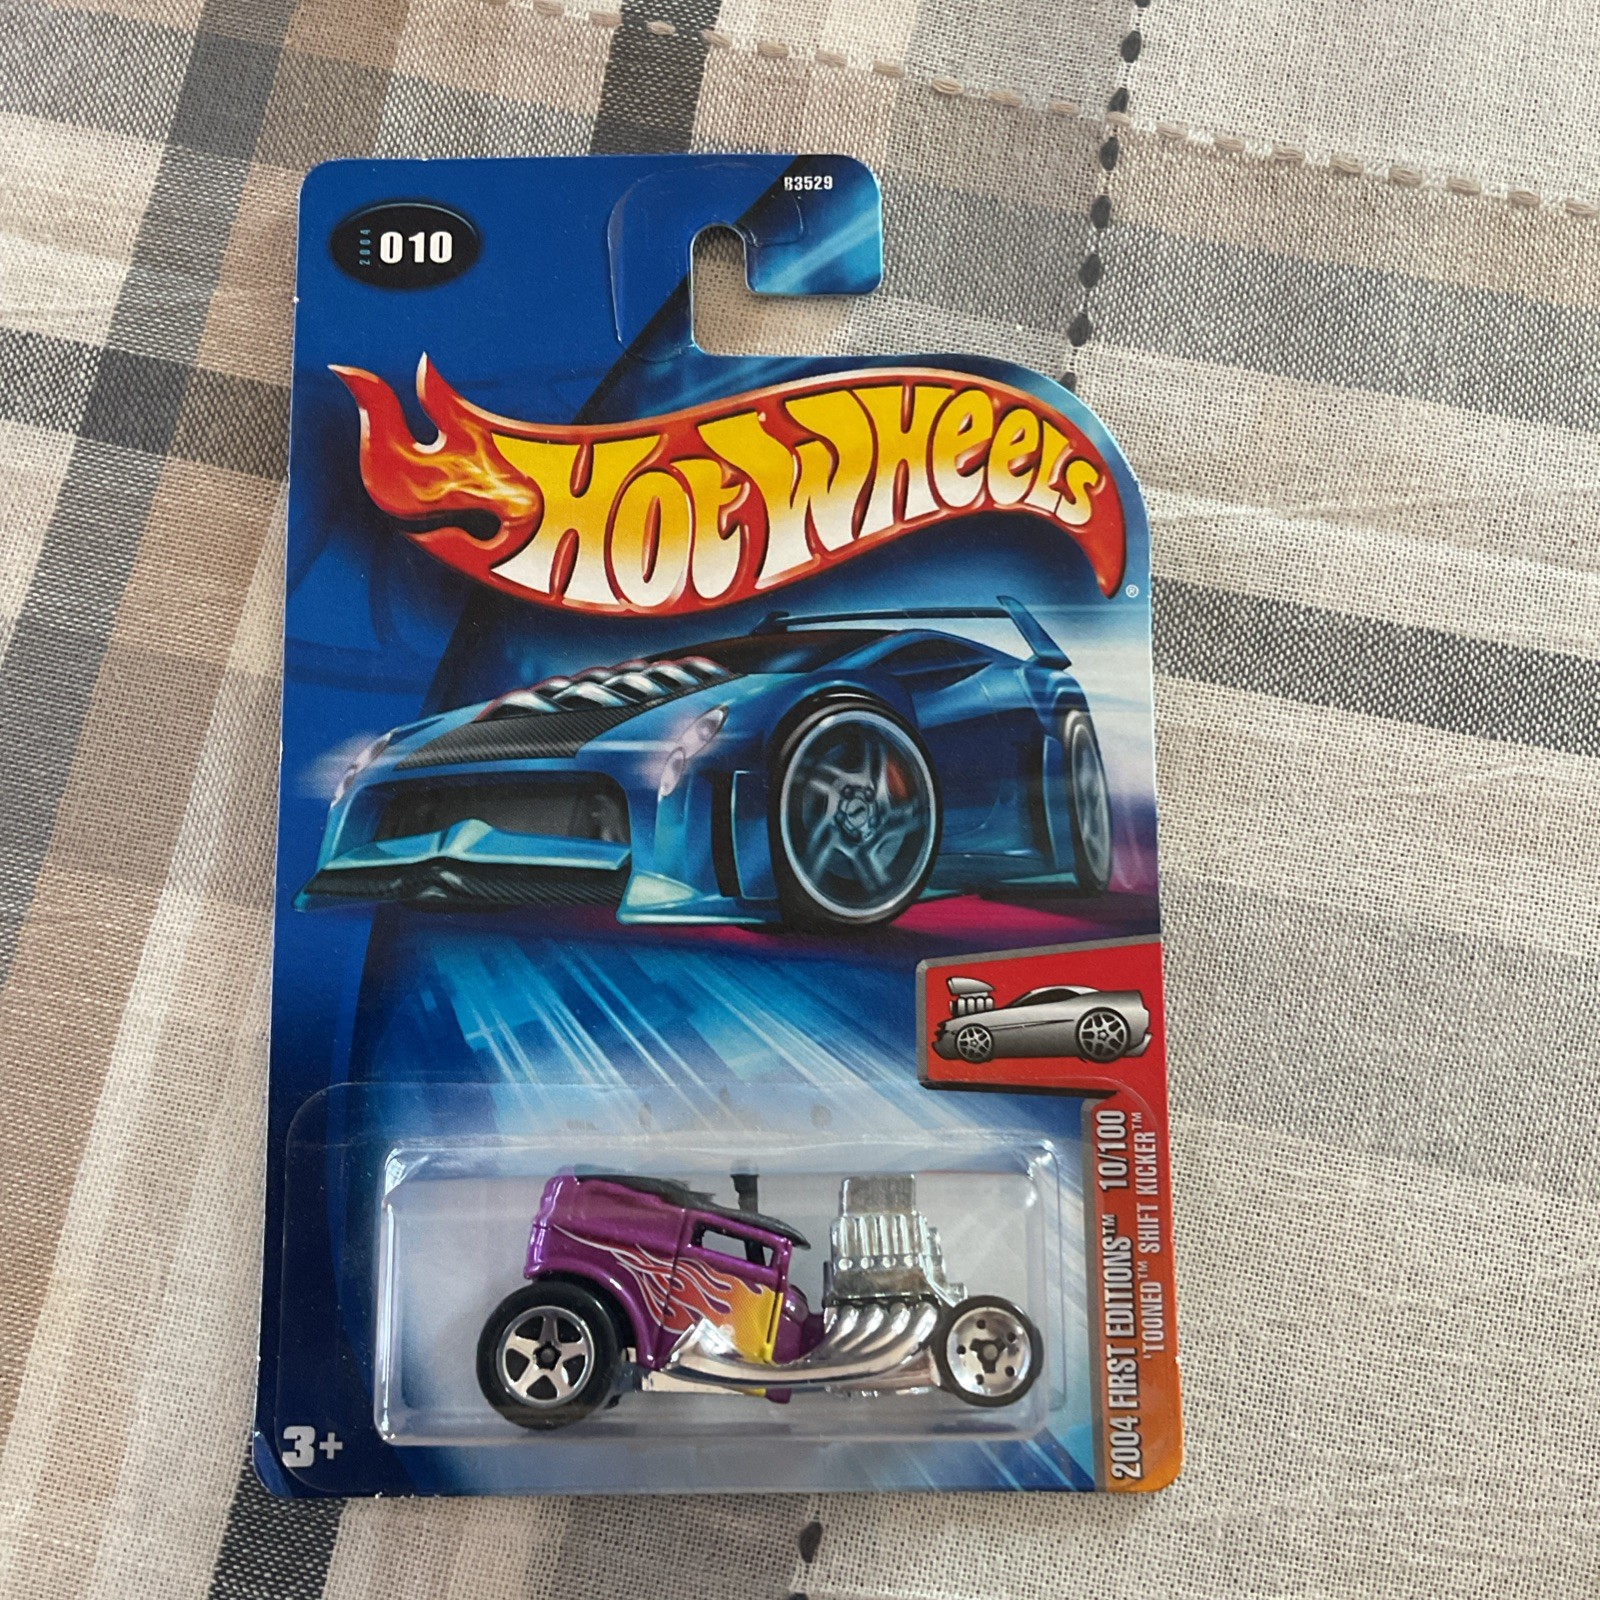 B3529
2004
010
HOT WHEELS
®
2004 FIRST EDITIONS™ 10/100
'TOONED™ SHIFT KICKER™
3+